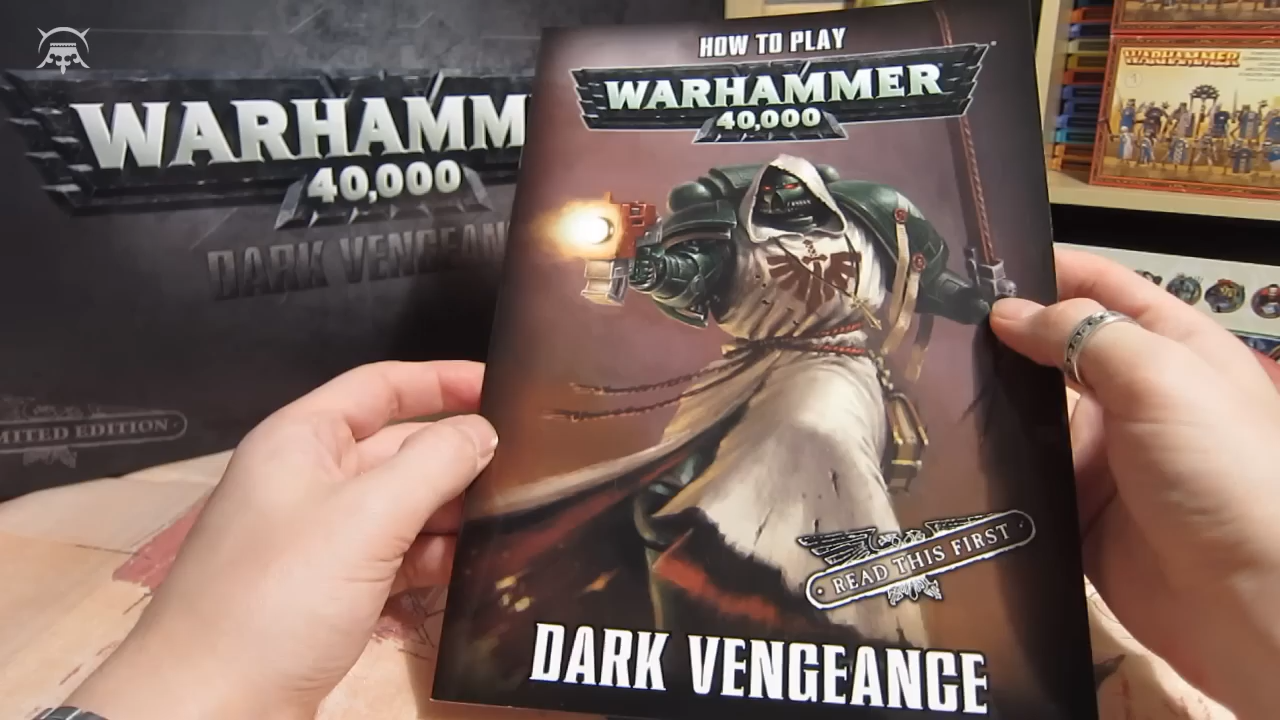 WARHAMM
40,000
DARK VENGEAN
MITED EDITION
HOW TO PLAY
WARHAMMER
40,000
READ THIS FIRST
DARK VENGEANCE
WARHAMMER